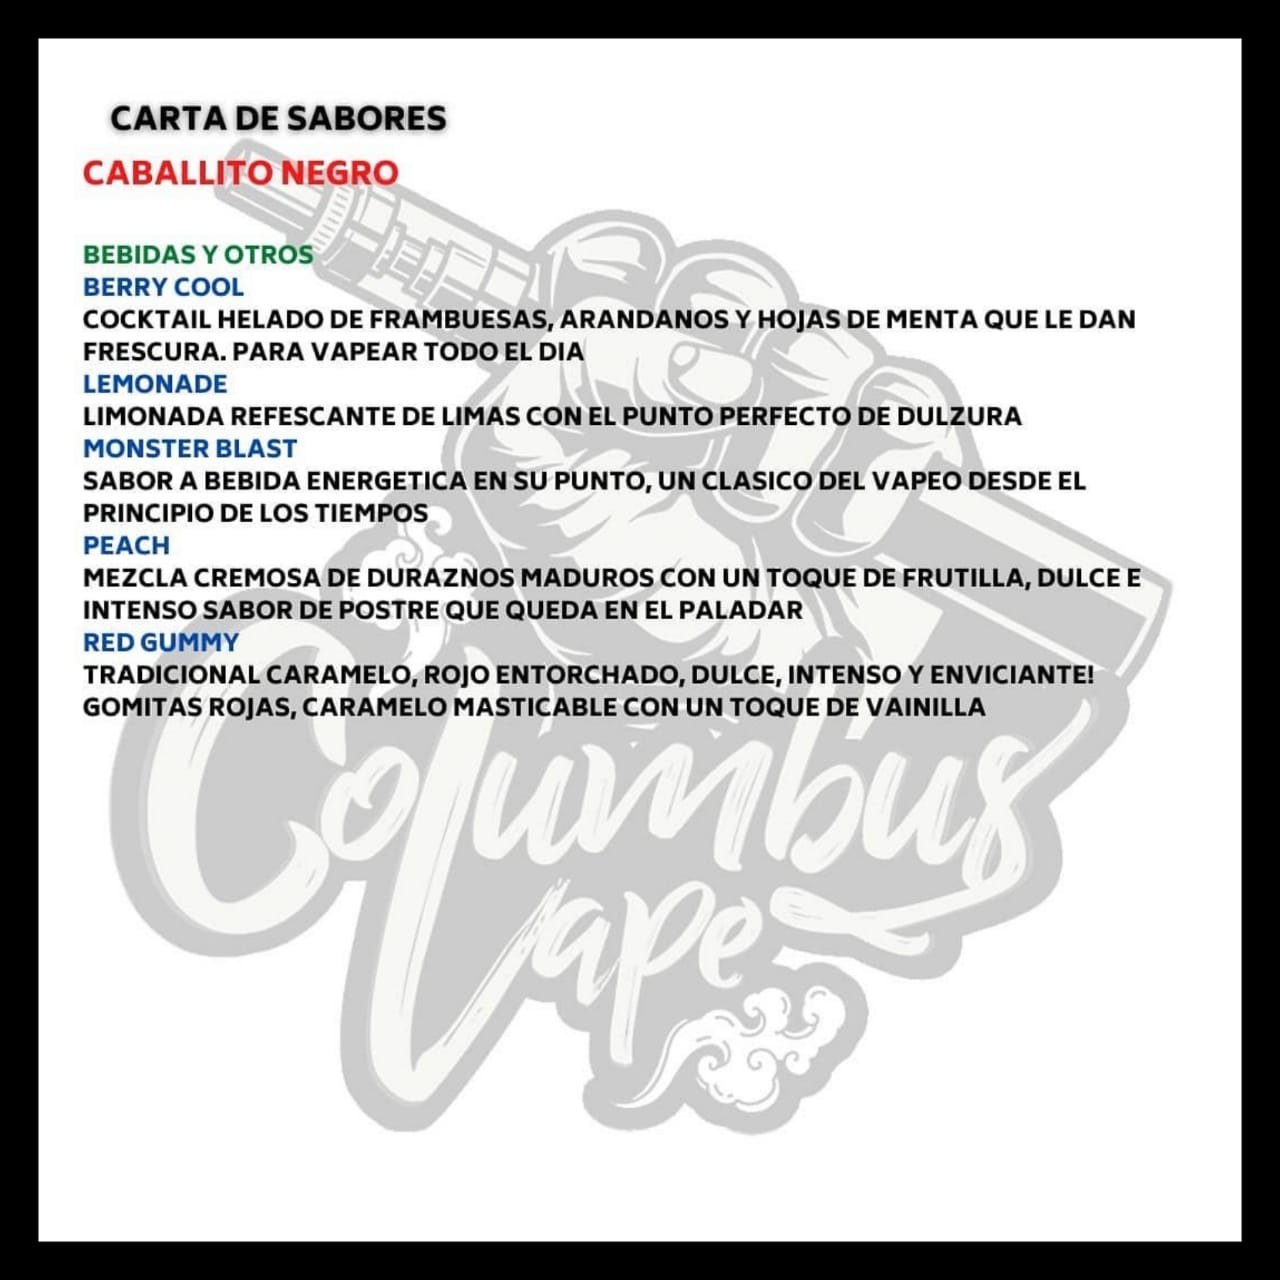 CARTA DE SABORES
CABALLITO NEGRO
BEBIDAS Y OTROS
BERRY COOL
COCKTAIL HELADO DE FRAMBUESAS, ARANDANOS Y HOJAS DE MENTA QUE LE DAN
FRESCURA. PARA VAPEAR TODO EL DIA
LEMONADE
LIMONADA REFESCANTE DE LIMAS CON EL PUNTO PERFECTO DE DULZURA
MONSTER BLAST
SABOR A BEBIDA ENERGETICA EN SU PUNTO, UN CLASICO DEL VAPEO DESDE EL
PRINCIPIO DE LOS TIEMPOS
PEACH
MEZCLA CREMOSA DE DURAZNOS MADUROS CON UN TOQUE DE FRUTILLA, DULCE E
INTENSO SABOR DE POSTRE QUE QUEDA EN EL PALADAR
RED GUMMY
TRADICIONAL CARAMELO, ROJO ENTORCHADO, DULCE, INTENSO Y ENVICIANTE!
GOMITAS ROJAS, CARAMELO MASTICABLE CON UN TOQUE DE VAINILLA
Columbus
Vape